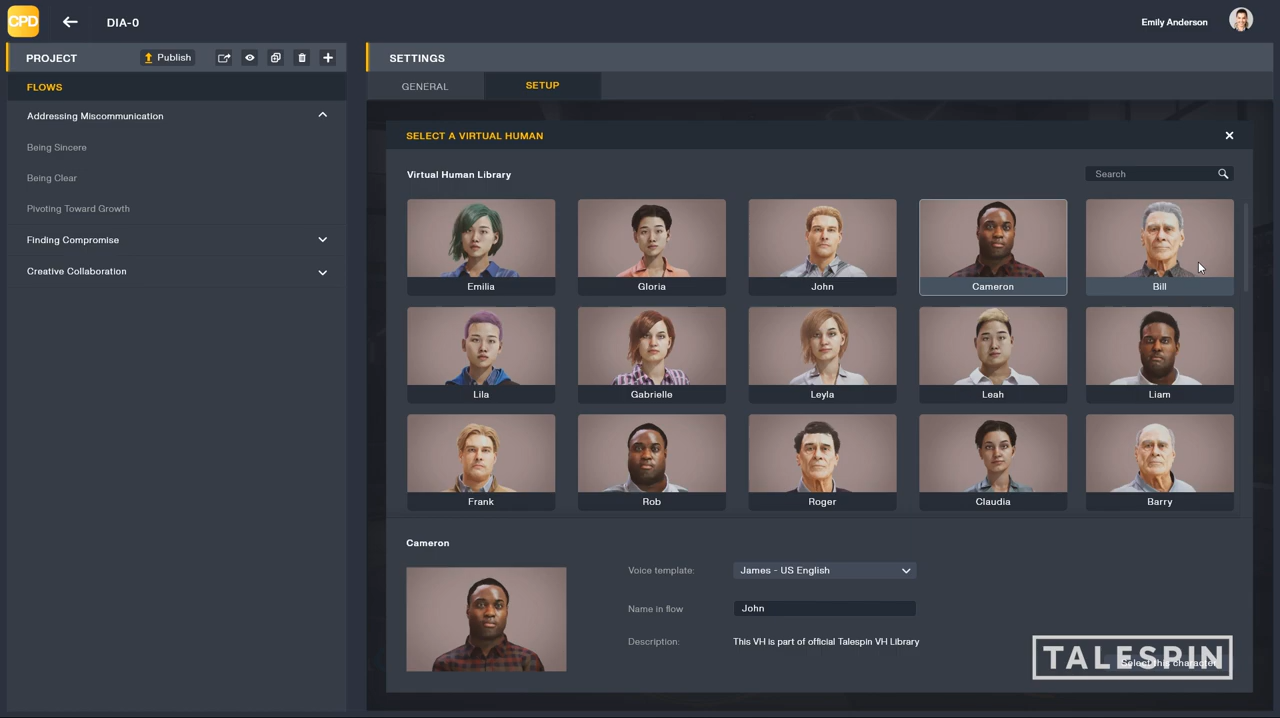 CPD
DIA-0
Emily Anderson
PROJECT
Publish
SETTINGS
FLOWS
GENERAL
SETUP
Addressing Miscommunication
Being Sincere
Being Clear
Pivoting Toward Growth
Finding Compromise
Creative Collaboration
SELECT A VIRTUAL HUMAN
Virtual Human Library
Search
Emilia
Gloria
John
Cameron
Bill
Lila
Gabrielle
Leyla
Leah
Liam
Frank
Rob
Roger
Claudia
Barry
Cameron
Voice template:
James - US English
Name in flow
John
Description:
This VH is part of official Talespin VH Library
Select this character
TALESPIN